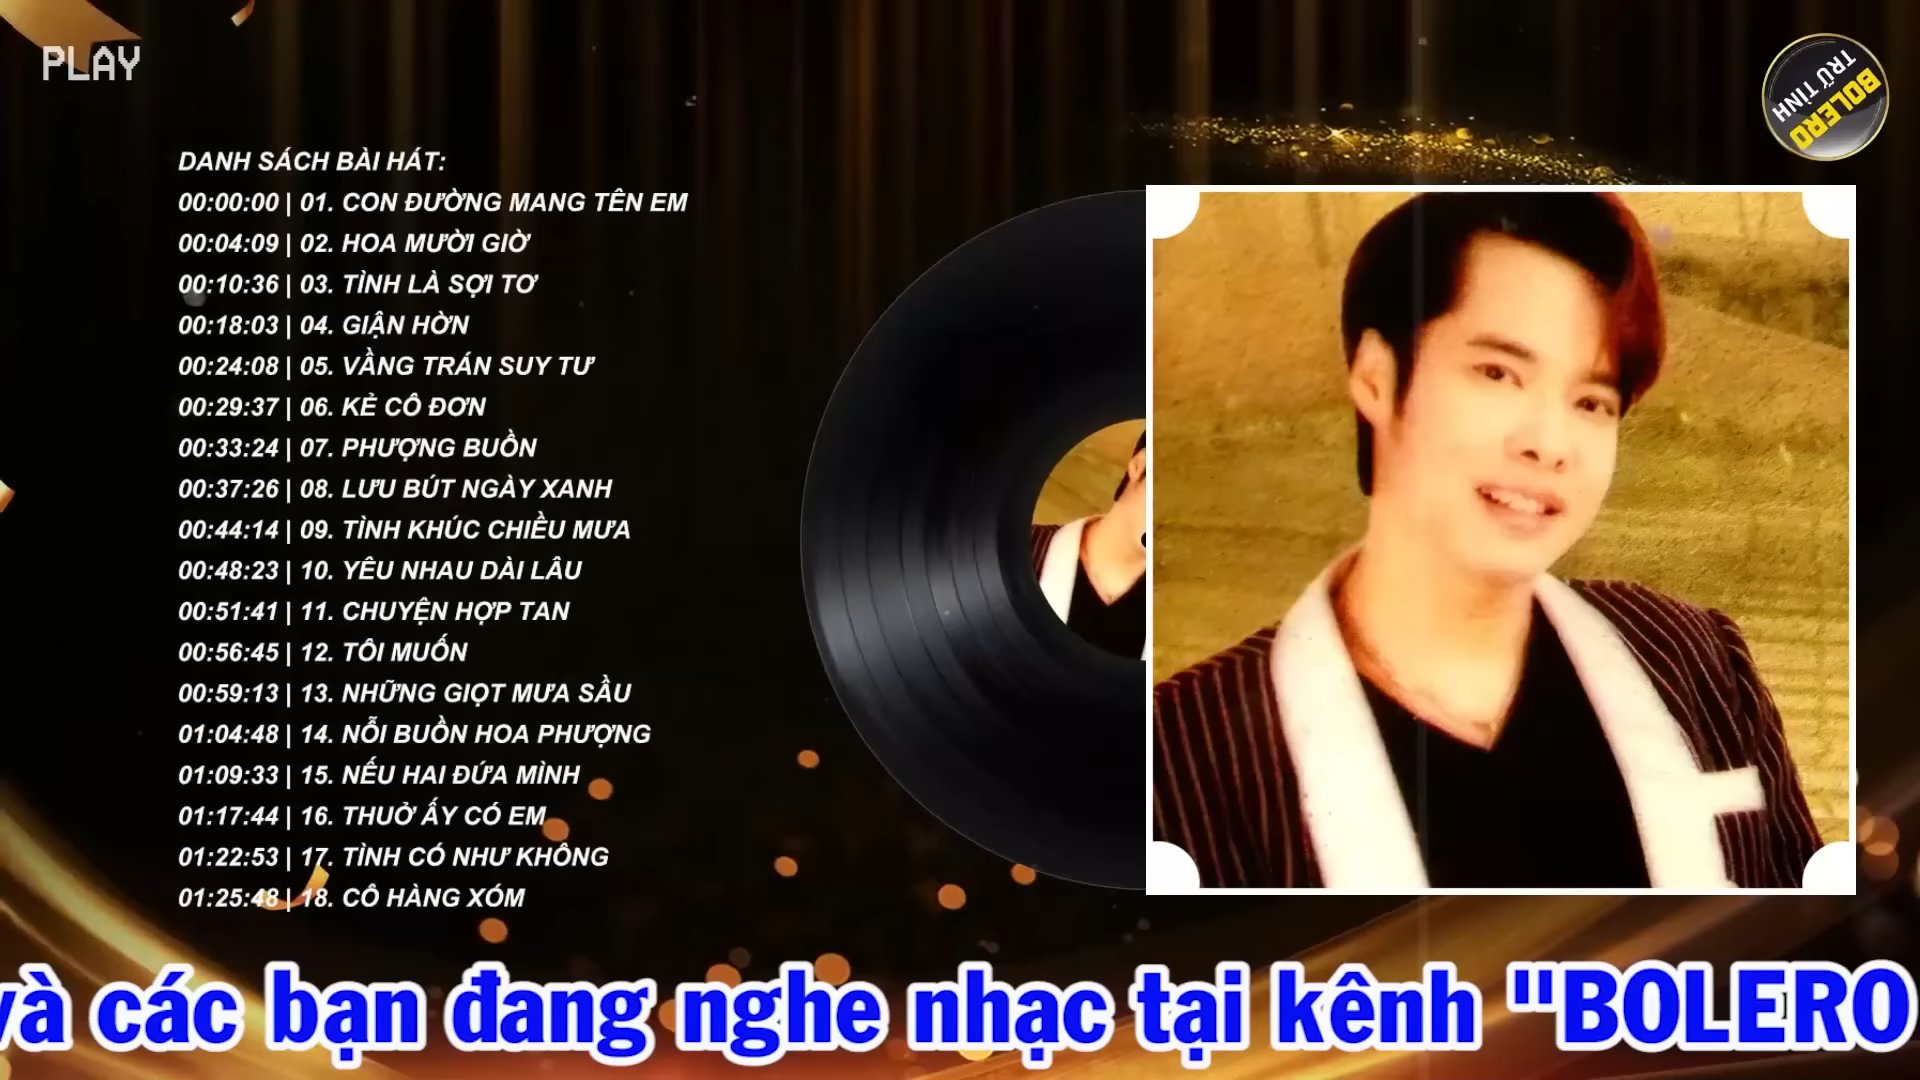 PLAY
TRỮ TÌNH
BOLERO
DANH SÁCH BÀI HÁT:
00:00:00 | 01. CON ĐƯỜNG MANG TÊN EM
00:04:09 | 02. HOA MƯỜI GIỜ
00:10:36 | 03. TÌNH LÀ SỢI TƠ
00:18:03 | 04. GIẬN HỜN
00:24:08 | 05. VẦNG TRÁN SUY TƯ
00:29:37 | 06. KẺ CÔ ĐƠN
00:33:24 | 07. PHƯỢNG BUỒN
00:37:26 | 08. LƯU BÚT NGÀY XANH
00:44:14 | 09. TÌNH KHÚC CHIỀU MƯA
00:48:23 | 10. YÊU NHAU DÀI LÂU
00:51:41 | 11. CHUYỆN HỢP TAN
00:56:45 | 12. TÔI MUỐN
00:59:13 | 13. NHỮNG GIỌT MƯA SẦU
01:04:48 | 14. NỖI BUỒN HOA PHƯỢNG
01:09:33 | 15. NẾU HAI ĐỨA MÌNH
01:17:44 | 16. THUỞ ẤY CÓ EM
01:22:53 | 17. TÌNH CÓ NHƯ KHÔNG
01:25:48 | 18. CÔ HÀNG XÓM
và các bạn đang nghe nhạc tại kênh "BOLERO